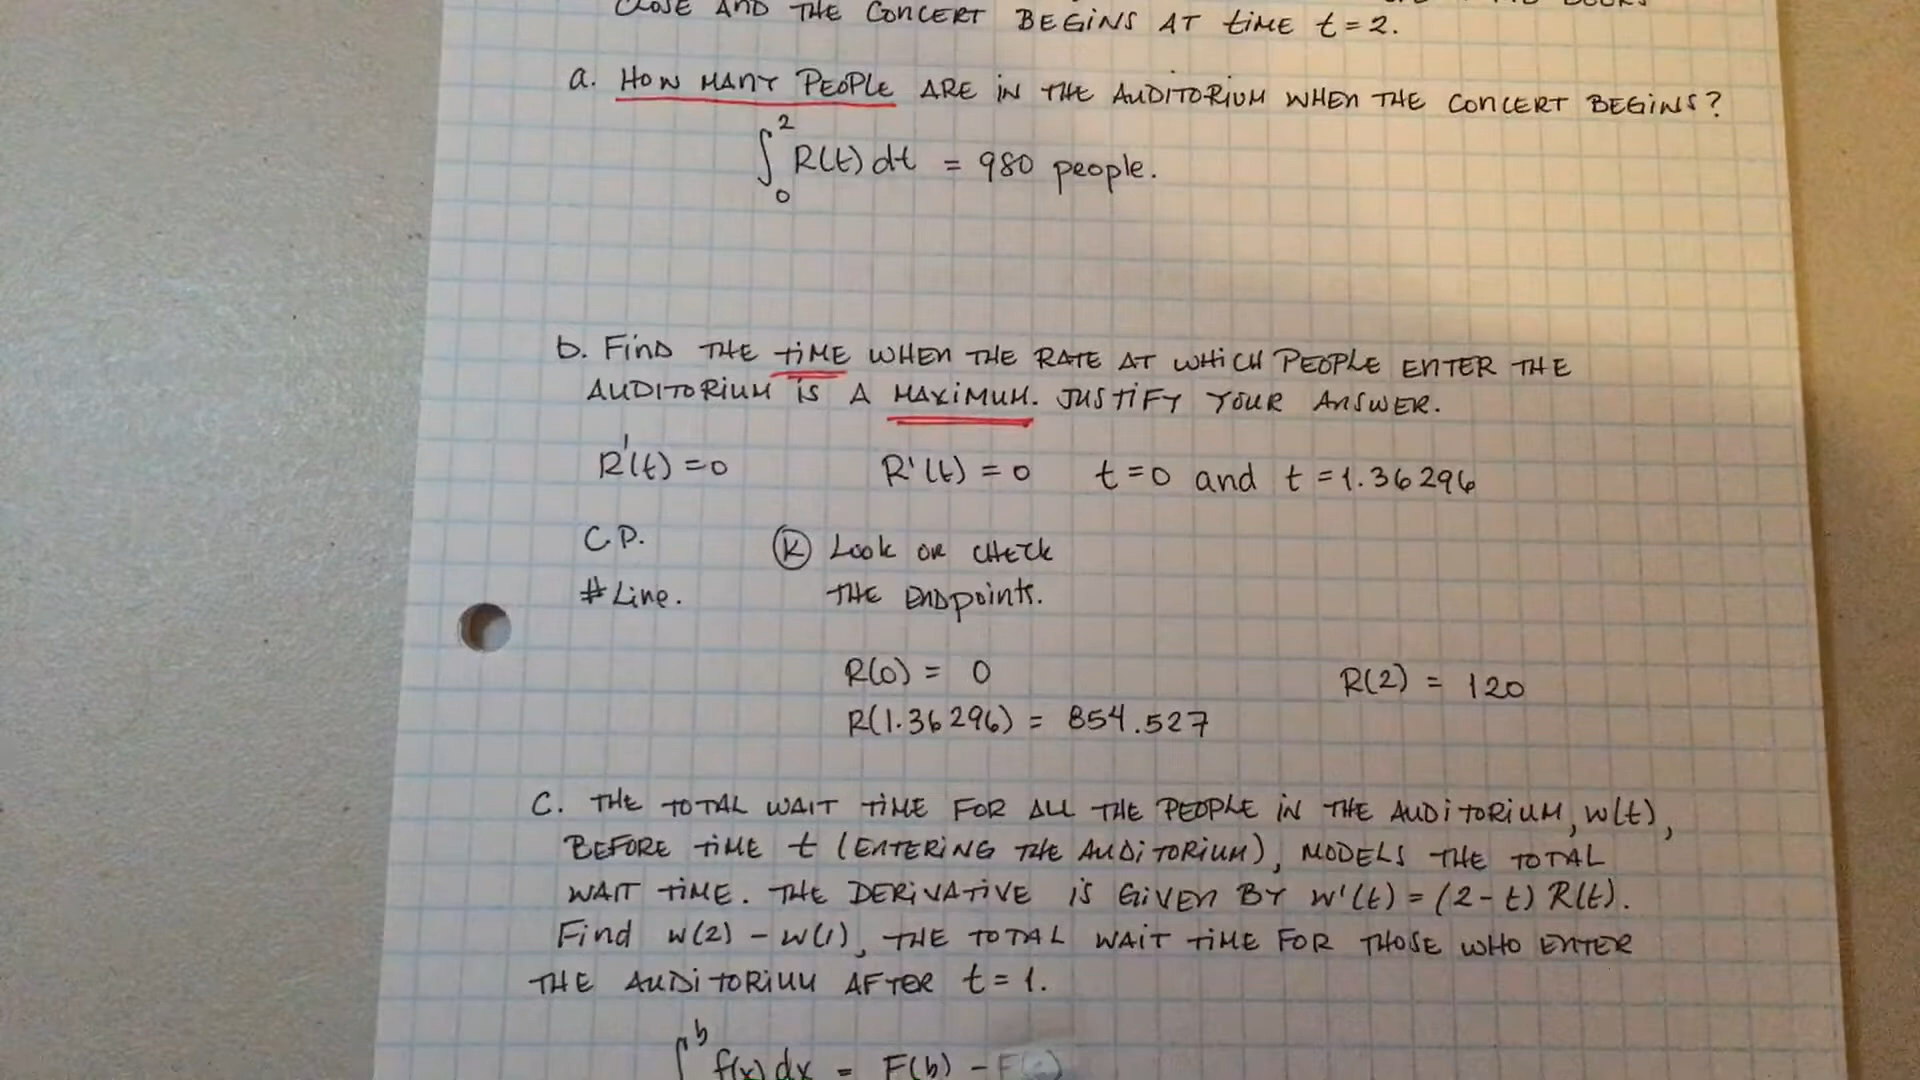 CLOSE AND THE CONCERT BEGINS AT TIME t = 2.
a. HOW MANY PEOPLE ARE IN THE AUDITORIUM WHEN THE CONCERT BEGINS?
∫₀² R(t) dt = 980 people.
b. FIND THE TIME WHEN THE RATE AT WHICH PEOPLE ENTER THE
AUDITORIUM IS A MAXIMUM. JUSTIFY YOUR ANSWER.
R'(t) = 0 R'(t) = 0 t = 0 and t = 1.36296
C.P. Ⓚ Look OR CHECK
# Line. THE ENDpoints.
R(0) = 0 R(2) = 120
R(1.36296) = 854.527
C. THE TOTAL WAIT TIME FOR ALL THE PEOPLE IN THE AUDITORIUM, w(t),
BEFORE TIME t (ENTERING THE AUDITORIUM), MODELS THE TOTAL
WAIT TIME. THE DERIVATIVE IS GIVEN BY w'(t) = (2 - t) R(t).
Find w(2) - w(1), THE TOTAL WAIT TIME FOR THOSE WHO ENTER
THE AUDITORIUM AFTER t = 1.
∫ᵇ f(x) dx = F(b) - F(